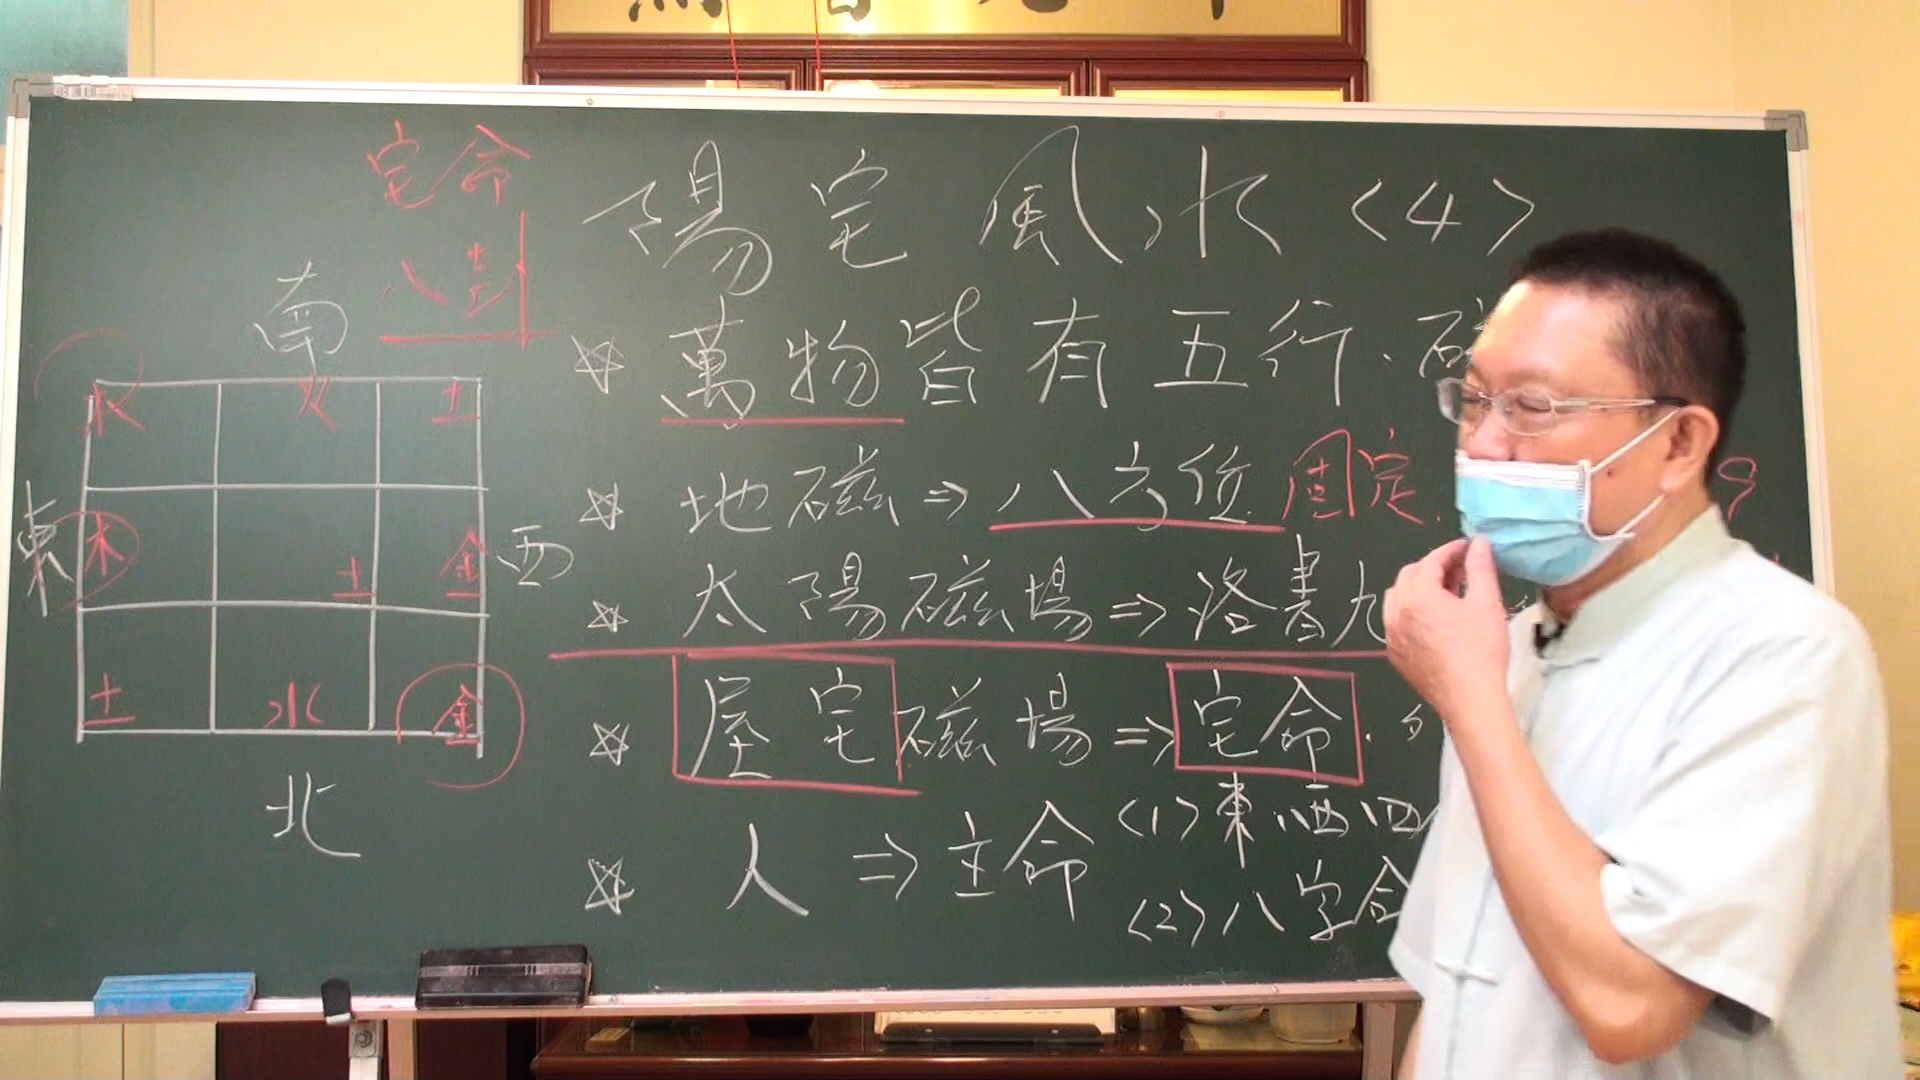 宅命
八卦
陽宅風水<4>
☆ 萬物皆有五行.磁
☆ 地磁⇒八方位 固定.
☆ 太陽磁場⇒洛書九
☆ 屋宅磁場⇒宅命.
☆ 人⇒主命 <1>東.西四
<2>八字命
南
木 火 土
東 木 土 金 西
土 水 金
北